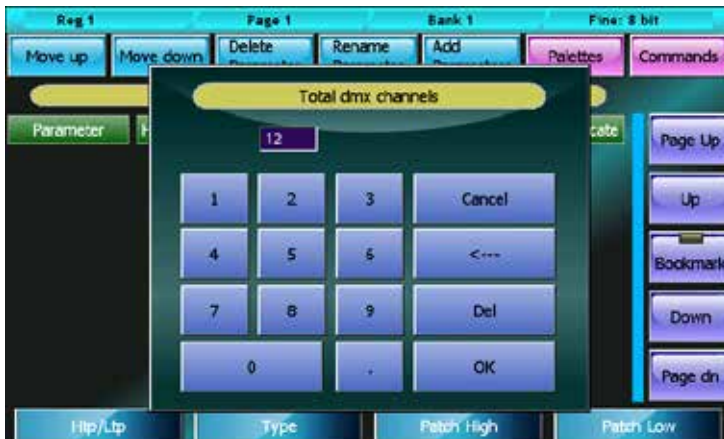 Reg 1 Page 1 Bank 1 Fine: 8 bit
Move up Move down Delete Rename Add Palettes Commands
Total dmx channels
Parameter H cate Page Up
12
1 2 3 Cancel Up
4 5 6 <--- Bookmark
7 8 9 Del Down
0 . OK Page dn
Htp/Ltp Type Patch High Patch Low